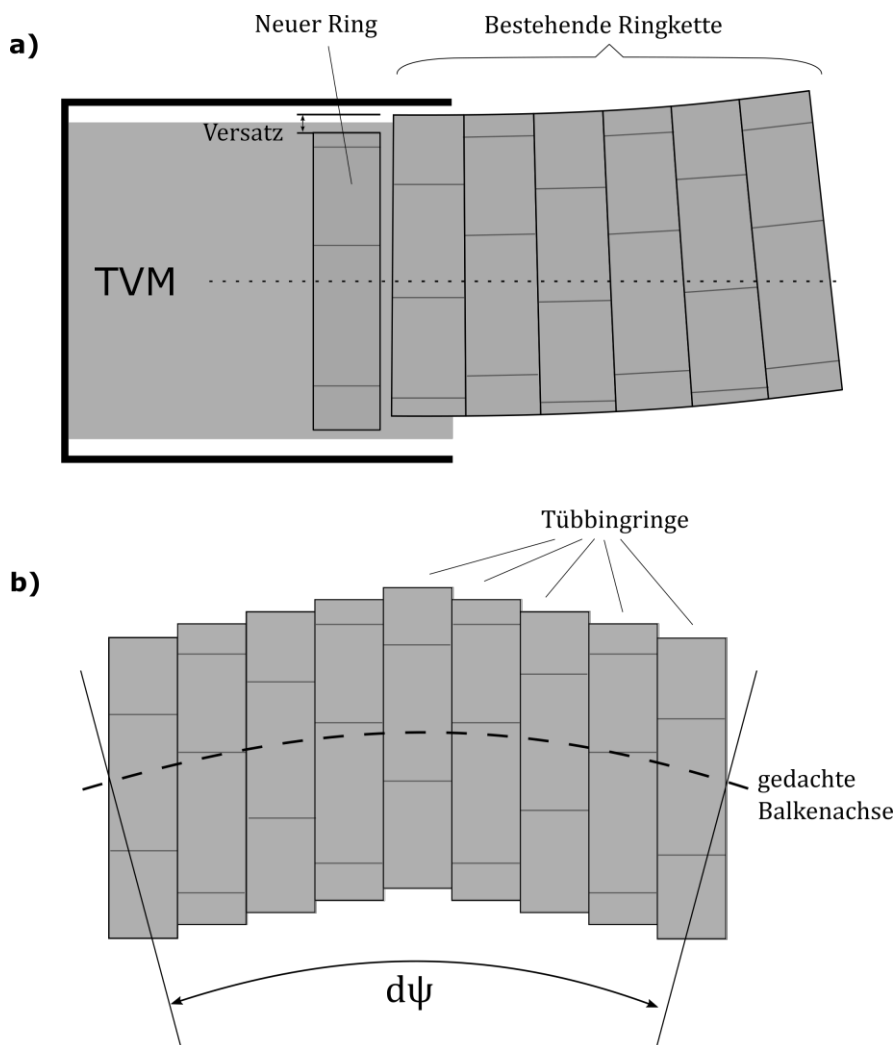 a)
Neuer Ring
Bestehende Ringkette
Versatz
TVM
b)
Tübbingringe
gedachte
Balkenachse
dψ